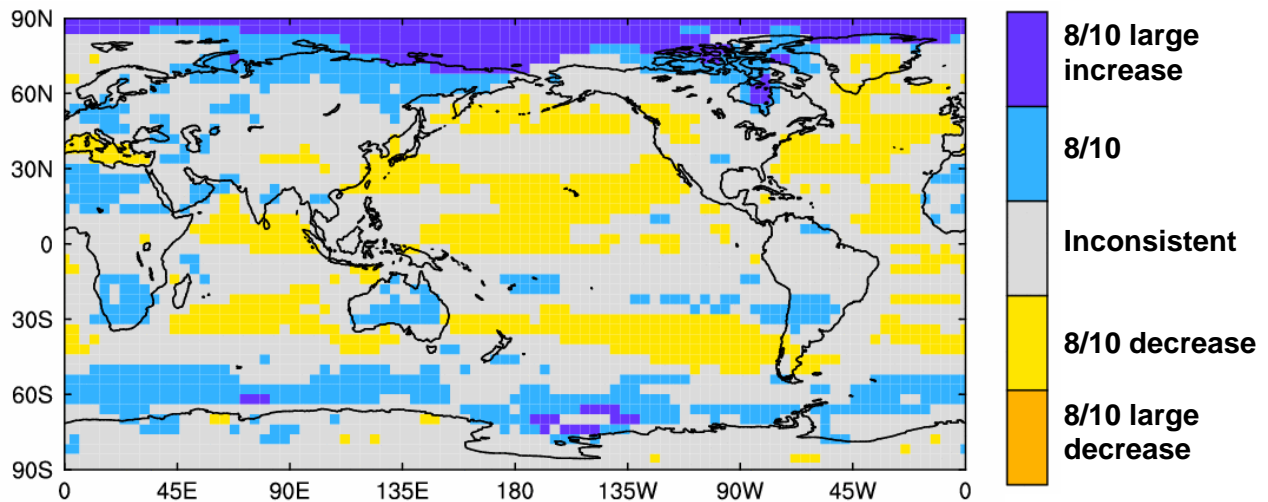 90N
60N
30N
0
30S
60S
90S
0 45E 90E 135E 180 135W 90W 45W 0
8/10 large
increase
8/10
Inconsistent
8/10 decrease
8/10 large
decrease